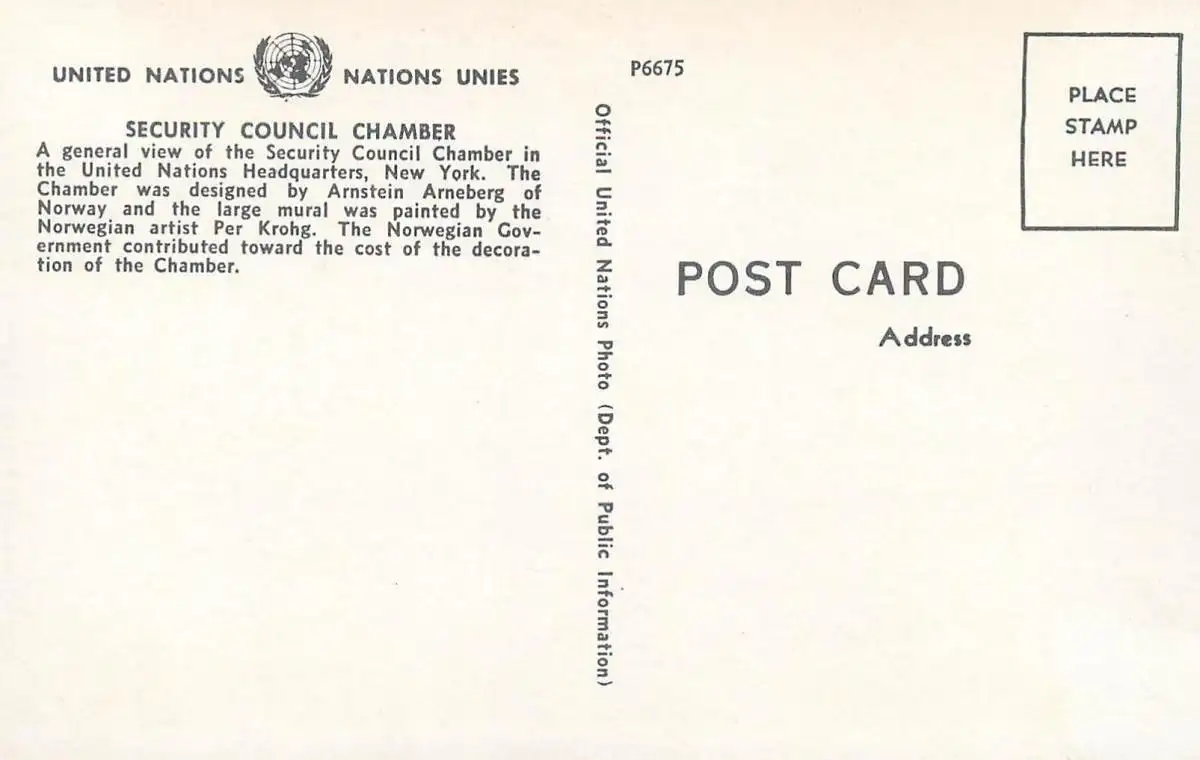 UNITED NATIONS NATIONS UNIES
SECURITY COUNCIL CHAMBER
A general view of the Security Council Chamber in
the United Nations Headquarters, New York. The
Chamber was designed by Arnstein Arneberg of
Norway and the large mural was painted by the
Norwegian artist Per Krohg. The Norwegian Gov-
ernment contributed toward the cost of the decora-
tion of the Chamber.
Official United Nations Photo (Dept. of Public Information)
P6675
PLACE
STAMP
HERE
POST CARD
Address